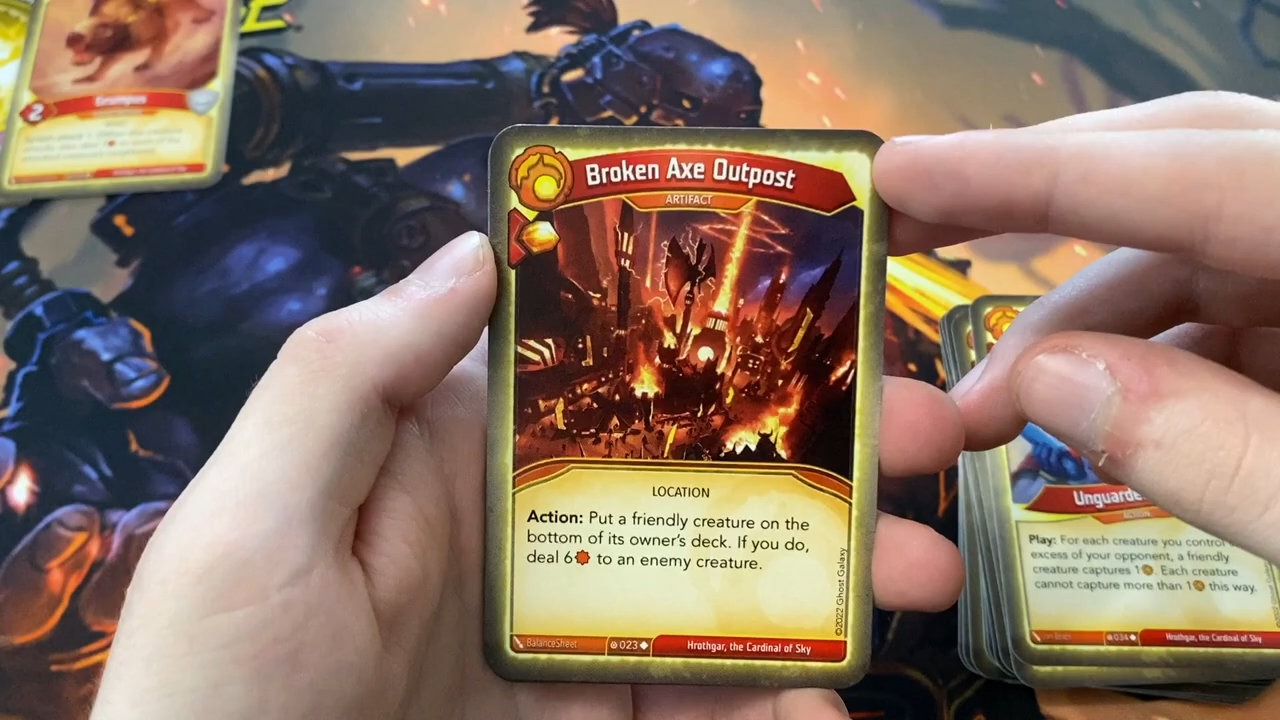 E
Grumpus
2
Broken Axe Outpost
ARTIFACT
LOCATION
Action: Put a friendly creature on the
bottom of its owner's deck. If you do,
deal 6 to an enemy creature.
©2022 Ghost Galaxy
BalanceSheet
023
Hrothgar, the Cardinal of Sky
Unguarde
ACTION
Play: For each creature you control
excess of your opponent, a friendly
creature captures 1. Each creature
cannot capture more than 1 this way.
034
Hrothgar, the Cardinal of Sky